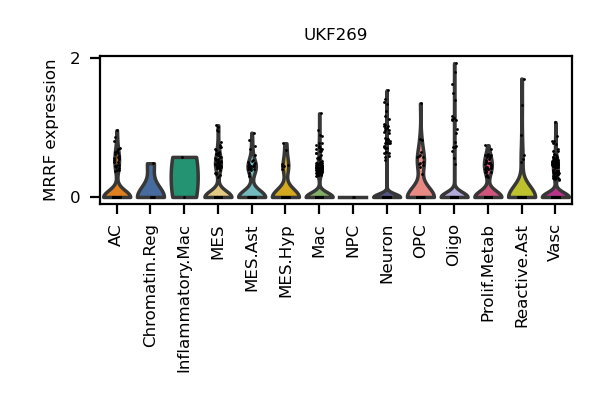 UKF269
MRRF expression
2
0
AC
Chromatin.Reg
Inflammatory.Mac
MES
MES.Ast
MES.Hyp
Mac
NPC
Neuron
OPC
Oligo
Prolif.Metab
Reactive.Ast
Vasc